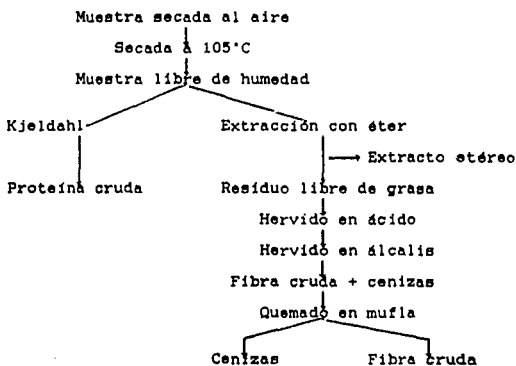 Muestra secada al aire
Secada a 105°C
Muestra libre de humedad
Kjeldahl Extracción con éter
Extracto etéreo
Proteína cruda Residuo libre de grasa
Hervido en ácido
Hervido en álcalis
Fibra cruda + cenizas
Quemado en mufla
Cenizas Fibra cruda